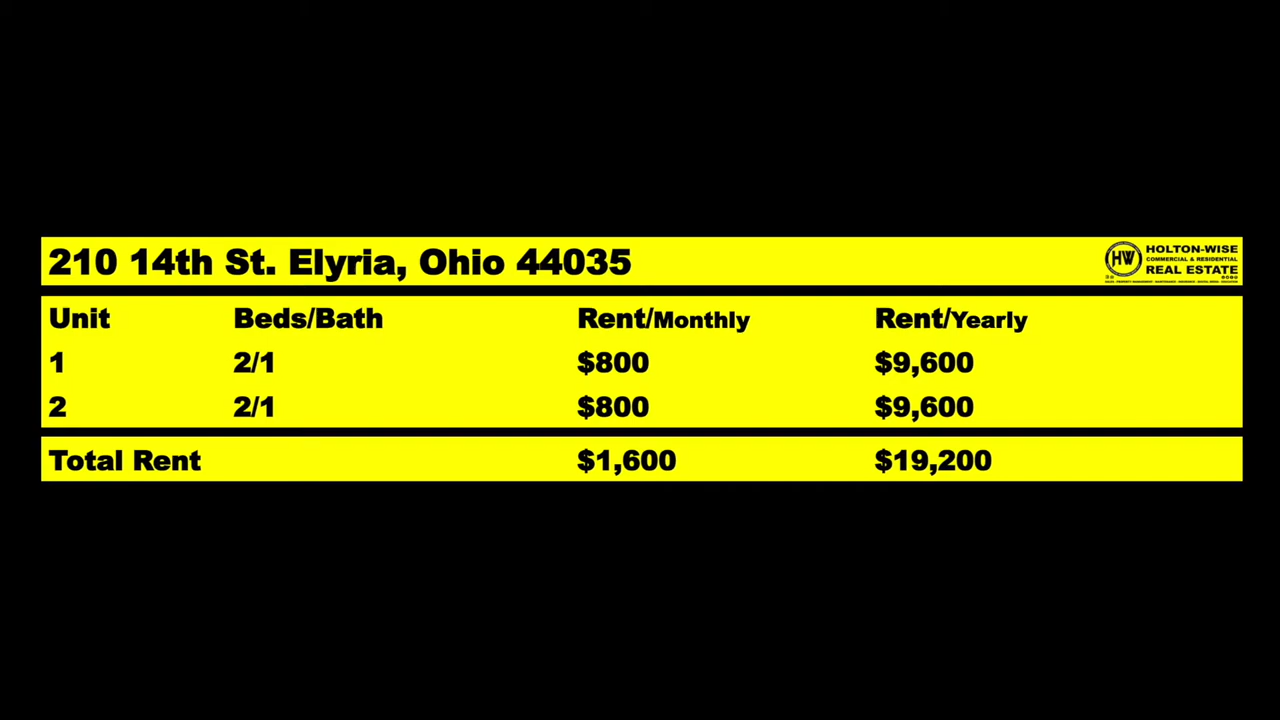 210 14th St. Elyria, Ohio 44035
HW
HOLTON-WISE
COMMERCIAL & RESIDENTIAL
REAL ESTATE
Unit Beds/Bath Rent/Monthly Rent/Yearly
1 2/1 $800 $9,600
2 2/1 $800 $9,600
Total Rent $1,600 $19,200